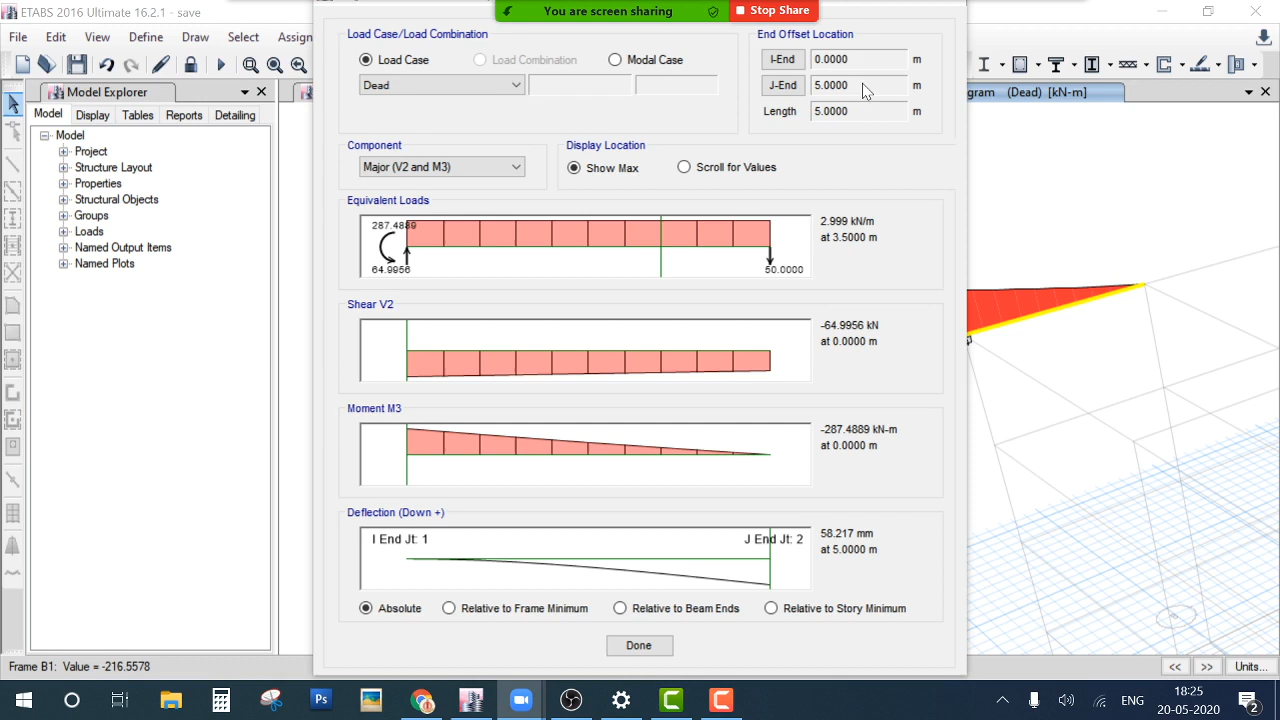 ETABS 2016 Ultimate 16.2.1 - save
You are screen sharing
Stop Share
File Edit View Define Draw Select Assign
Model Explorer
Model Display Tables Reports Detailing
Model
Project
Structure Layout
Properties
Structural Objects
Groups
Loads
Named Output Items
Named Plots
Load Case/Load Combination
Load Case Load Combination Modal Case
Dead
End Offset Location
I-End 0.0000 m
J-End 5.0000 m
Length 5.0000 m
gram (Dead) [kN-m]
Component
Major (V2 and M3)
Display Location
Show Max Scroll for Values
Equivalent Loads
287.4889
64.9956
50.0000
2.999 kN/m
at 3.5000 m
Shear V2
-64.9956 kN
at 0.0000 m
Moment M3
-287.4889 kN-m
at 0.0000 m
Deflection (Down +)
I End Jt: 1
J End Jt: 2
58.217 mm
at 5.0000 m
Absolute Relative to Frame Minimum Relative to Beam Ends Relative to Story Minimum
Done
Frame B1: Value = -216.5578
<< >> Units...
Ps
ENG
18:25
20-05-2020
2